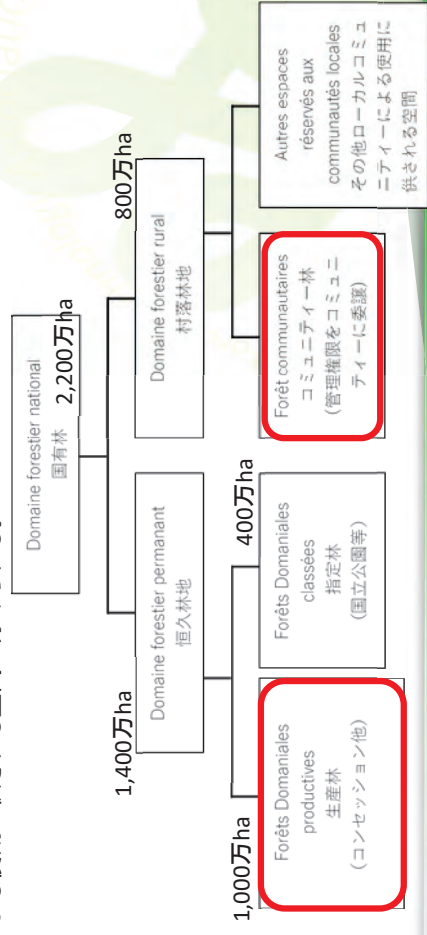 Domaine forestier national
国有林
2,200万ha
1,400万ha
Domaine forestier permanant
恒久林地
800万ha
Domaine forestier rural
村落林地
1,000万ha
Forêts Domaniales
productives
生産林
(コンセッション他)
400万ha
Forêts Domaniales
classées
指定林
(国立公園等)
Forêt communautaires
コミュニティー林
(管理権限をコミュニ
ティーに委譲)
Autres espaces
réservés aux
communautés locales
その他ローカルコミュ
ニティーによる使用に
供される空間